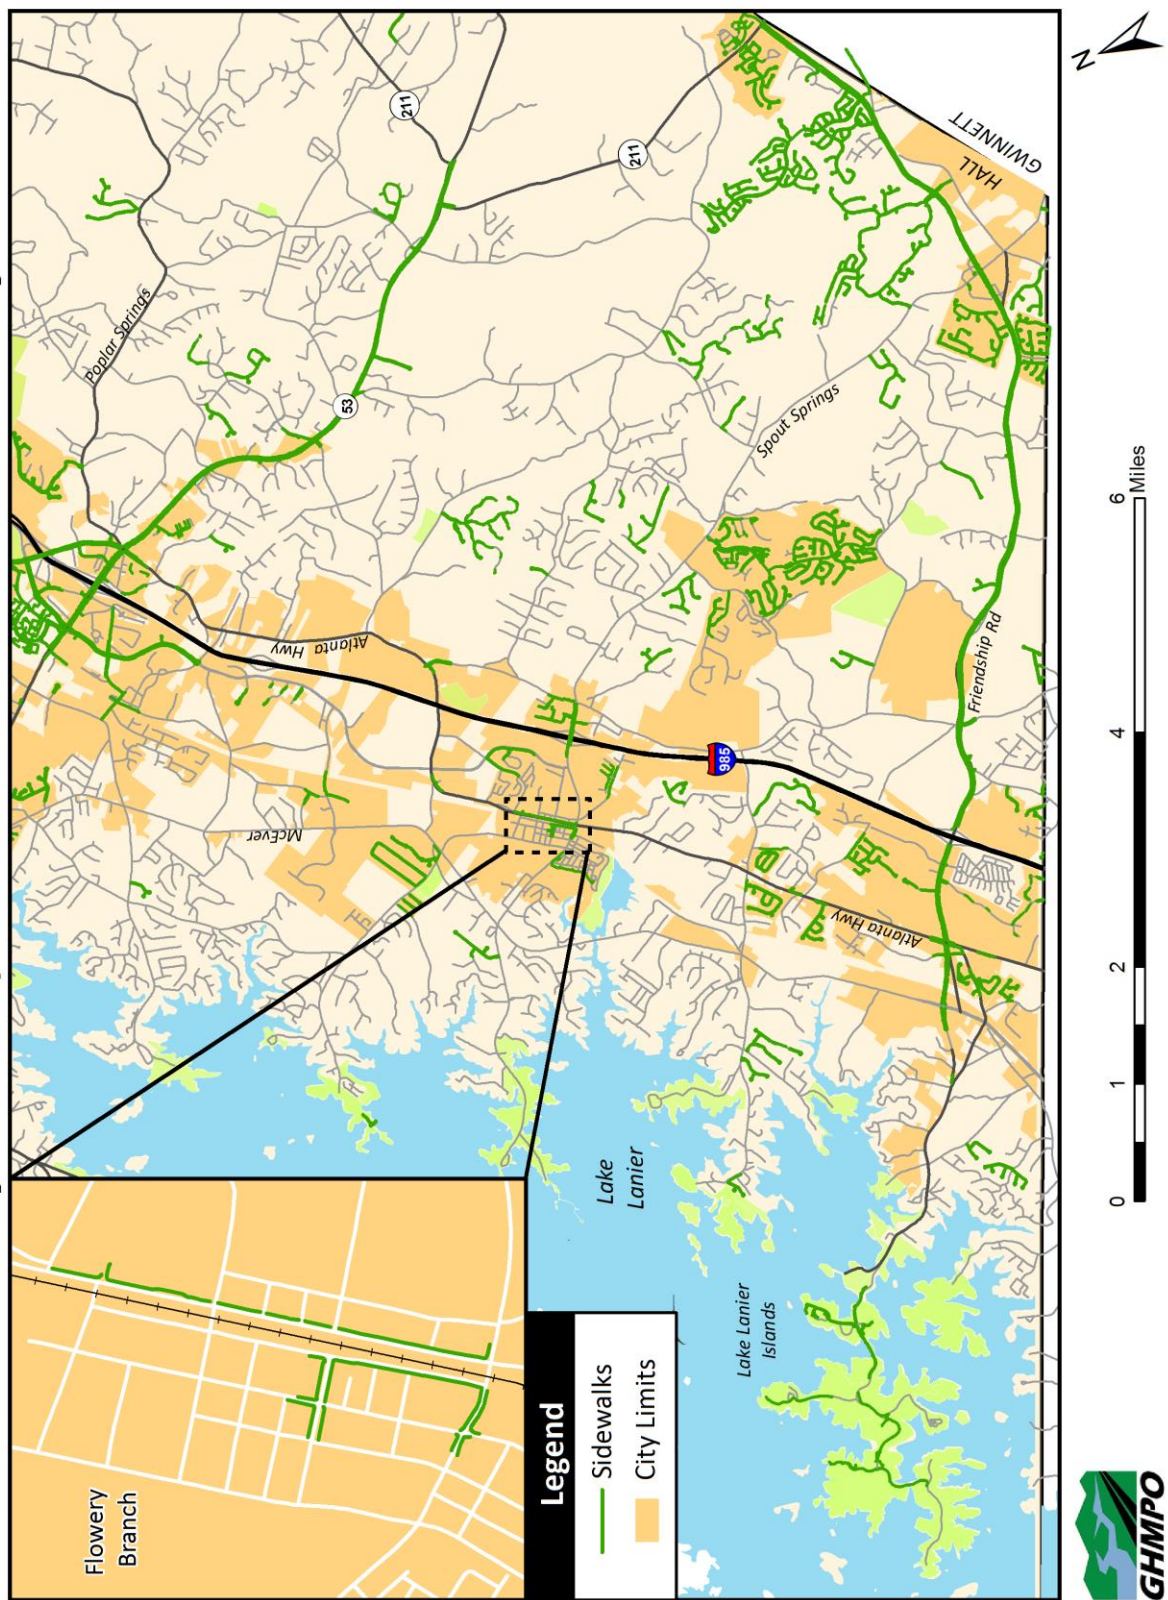 Poplar Springs
211
211
53
GWINNETT
HALL
Spout Springs
Atlanta Hwy
Friendship Rd
985
McEver
Atlanta Hwy
Lake
Lanier
Lake Lanier
Islands
Flowery
Branch
Legend
Sidewalks
City Limits
N
0
1
2
4
6
Miles
GHMPO